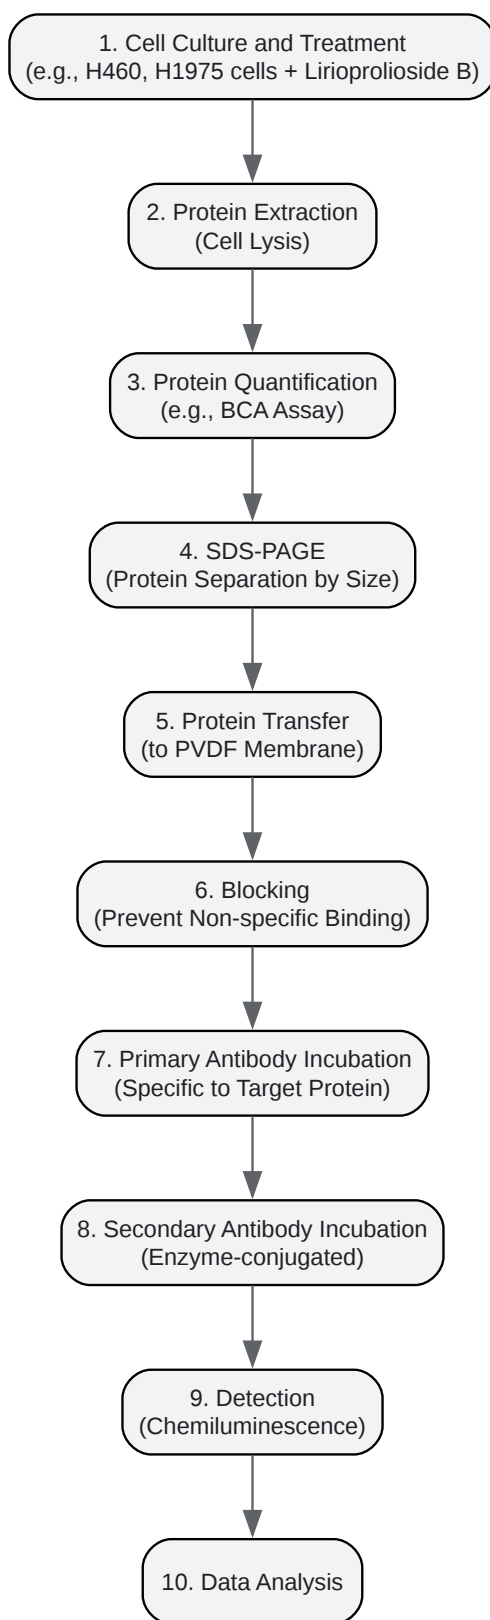 1. Cell Culture and Treatment
(e.g., H460, H1975 cells + Lirioprolioside B)
2. Protein Extraction
(Cell Lysis)
3. Protein Quantification
(e.g., BCA Assay)
4. SDS-PAGE
(Protein Separation by Size)
5. Protein Transfer
(to PVDF Membrane)
6. Blocking
(Prevent Non-specific Binding)
7. Primary Antibody Incubation
(Specific to Target Protein)
8. Secondary Antibody Incubation
(Enzyme-conjugated)
9. Detection
(Chemiluminescence)
10. Data Analysis